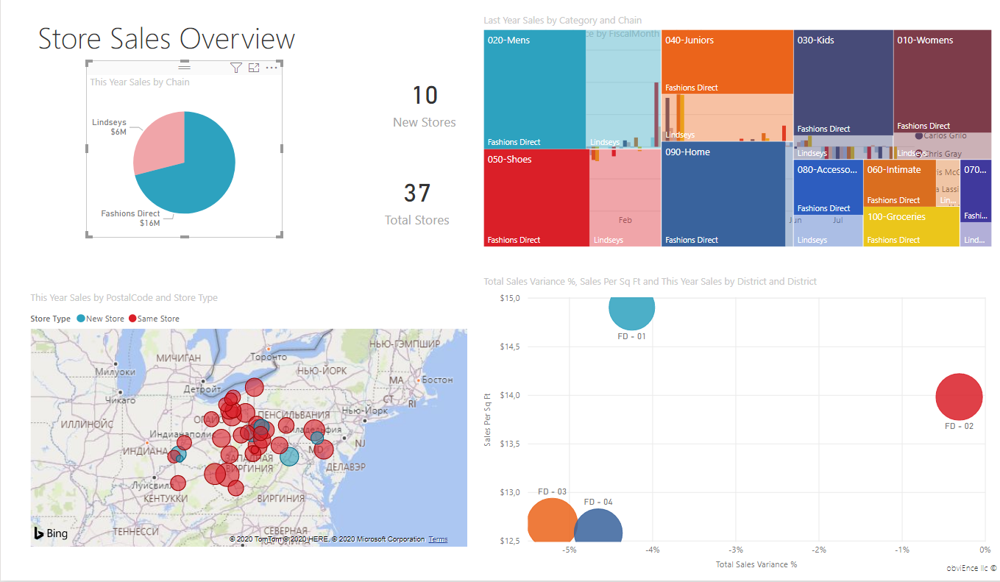 Store Sales Overview
This Year Sales by Chain
Lindseys
$6M
Fashions Direct
$16M
10
New Stores
37
Total Stores
Last Year Sales by Category and Chain
ce by FiscalMonth
020-Mens
Fashions Direct
Lindseys
040-Juniors
Fashions Direct
Lindseys
030-Kids
Fashions Direct
Lindseys
010-Womens
Fashions Direct
Lindseys
Carlos Grilo
Chris Gray
050-Shoes
Fashions Direct
Lindseys
Feb
090-Home
Fashions Direct
080-Accesso...
Fashions Direct
Lindseys
Jun
Jul
060-Intimate
Fashions Direct
Lin...
is McG
a Lassi
070...
Fashi...
Lind...
100-Groceries
Fashions Direct
This Year Sales by PostalCode and Store Type
Store Type New Store Same Store
НЬЮ-ГЭМПШИР
МИЧИГАН
Торонто
Милуоки
НЬЮ-ЙОРК
МА
Бостон
Детройт
Чикаго
CT
RI
Нью-Йорк
ПЕНСИЛЬВАНИЯ
ИЛЛИНОЙС
ОГАЙО
Индианаполис
Филадельфия
ИНДИАНА
MD
NJ
ЗАПАДНАЯ
ВИРГИНИЯ
ДЕЛАВЭР
Луисвилл
КЕНТУККИ
ВИРГИНИЯ
ТЕННЕССИ
СЕВЕРНАЯ
КАРОЛИНА
Bing
© 2020 TomTom © 2020 HERE, © 2020 Microsoft Corporation Terms
Total Sales Variance %, Sales Per Sq Ft and This Year Sales by District and District
Sales Per Sq Ft
$15,0
$14,5
$14,0
$13,5
$13,0
$12,5
FD - 01
FD - 02
FD - 03
FD - 04
-5%
-4%
-3%
-2%
-1%
0%
Total Sales Variance %
obviEnce llc ©